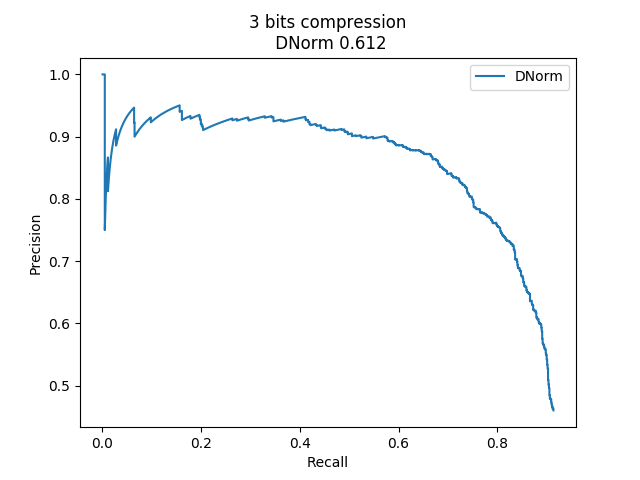 3 bits compression
DNorm 0.612
DNorm
1.0
0.9
0.8
0.7
0.6
0.5
Precision
0.0 0.2 0.4 0.6 0.8
Recall